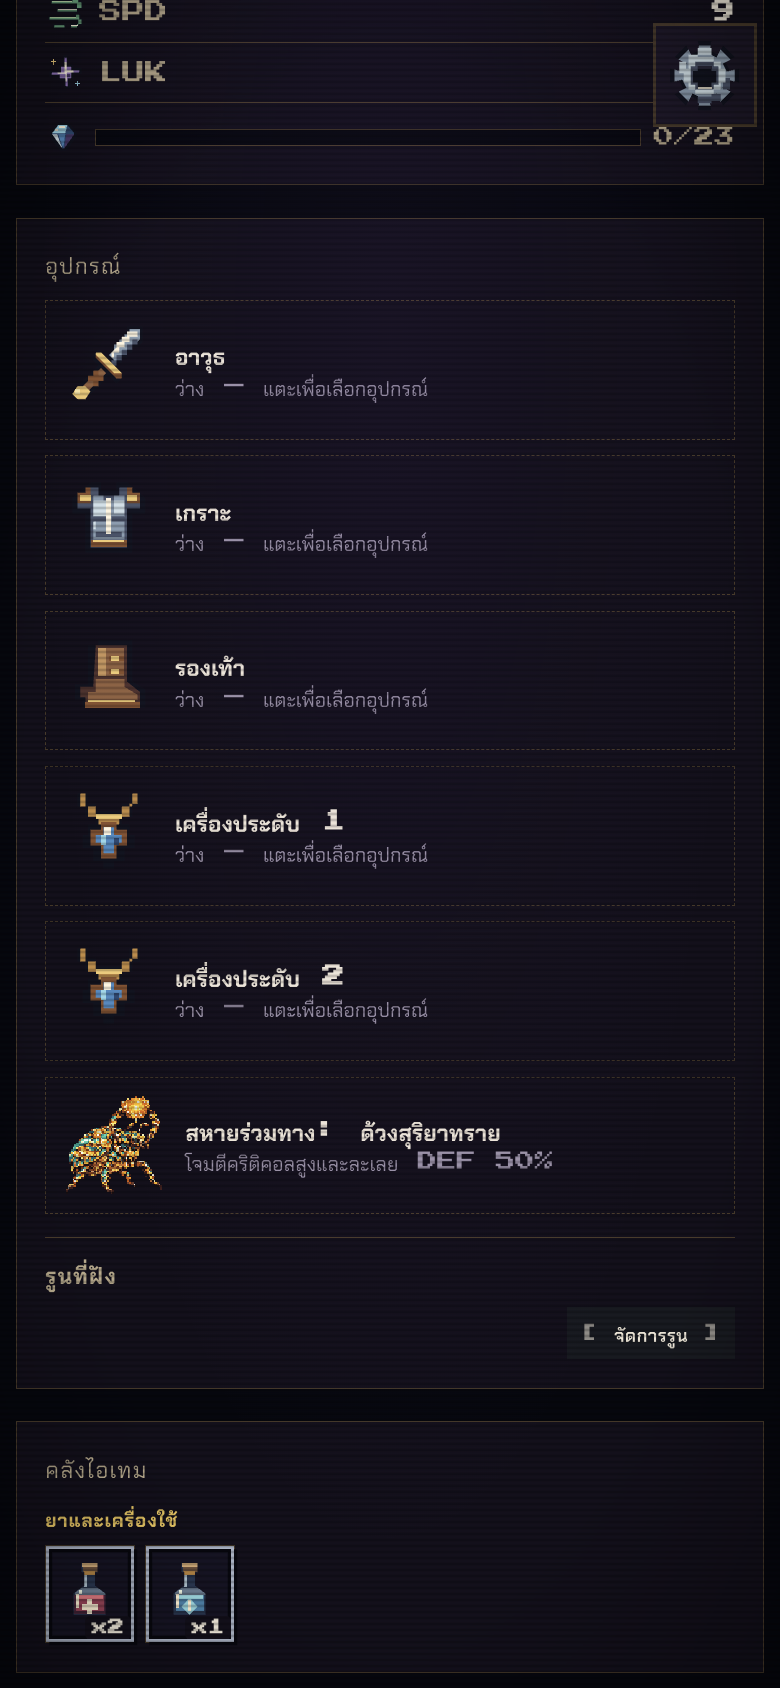 SPD 9
LUK
0/23
อุปกรณ์
อาวุธ
ว่าง — แตะเพื่อเลือกอุปกรณ์
เกราะ
ว่าง — แตะเพื่อเลือกอุปกรณ์
รองเท้า
ว่าง — แตะเพื่อเลือกอุปกรณ์
เครื่องประดับ 1
ว่าง — แตะเพื่อเลือกอุปกรณ์
เครื่องประดับ 2
ว่าง — แตะเพื่อเลือกอุปกรณ์
สหายร่วมทาง: ด้วงสุริยาทราย
โจมตีคริติคอลสูงและละเลย DEF 50%
รูนที่ฝัง
[ จัดการรูน ]
คลังไอเทม
ยาและเครื่องใช้
x2 x1